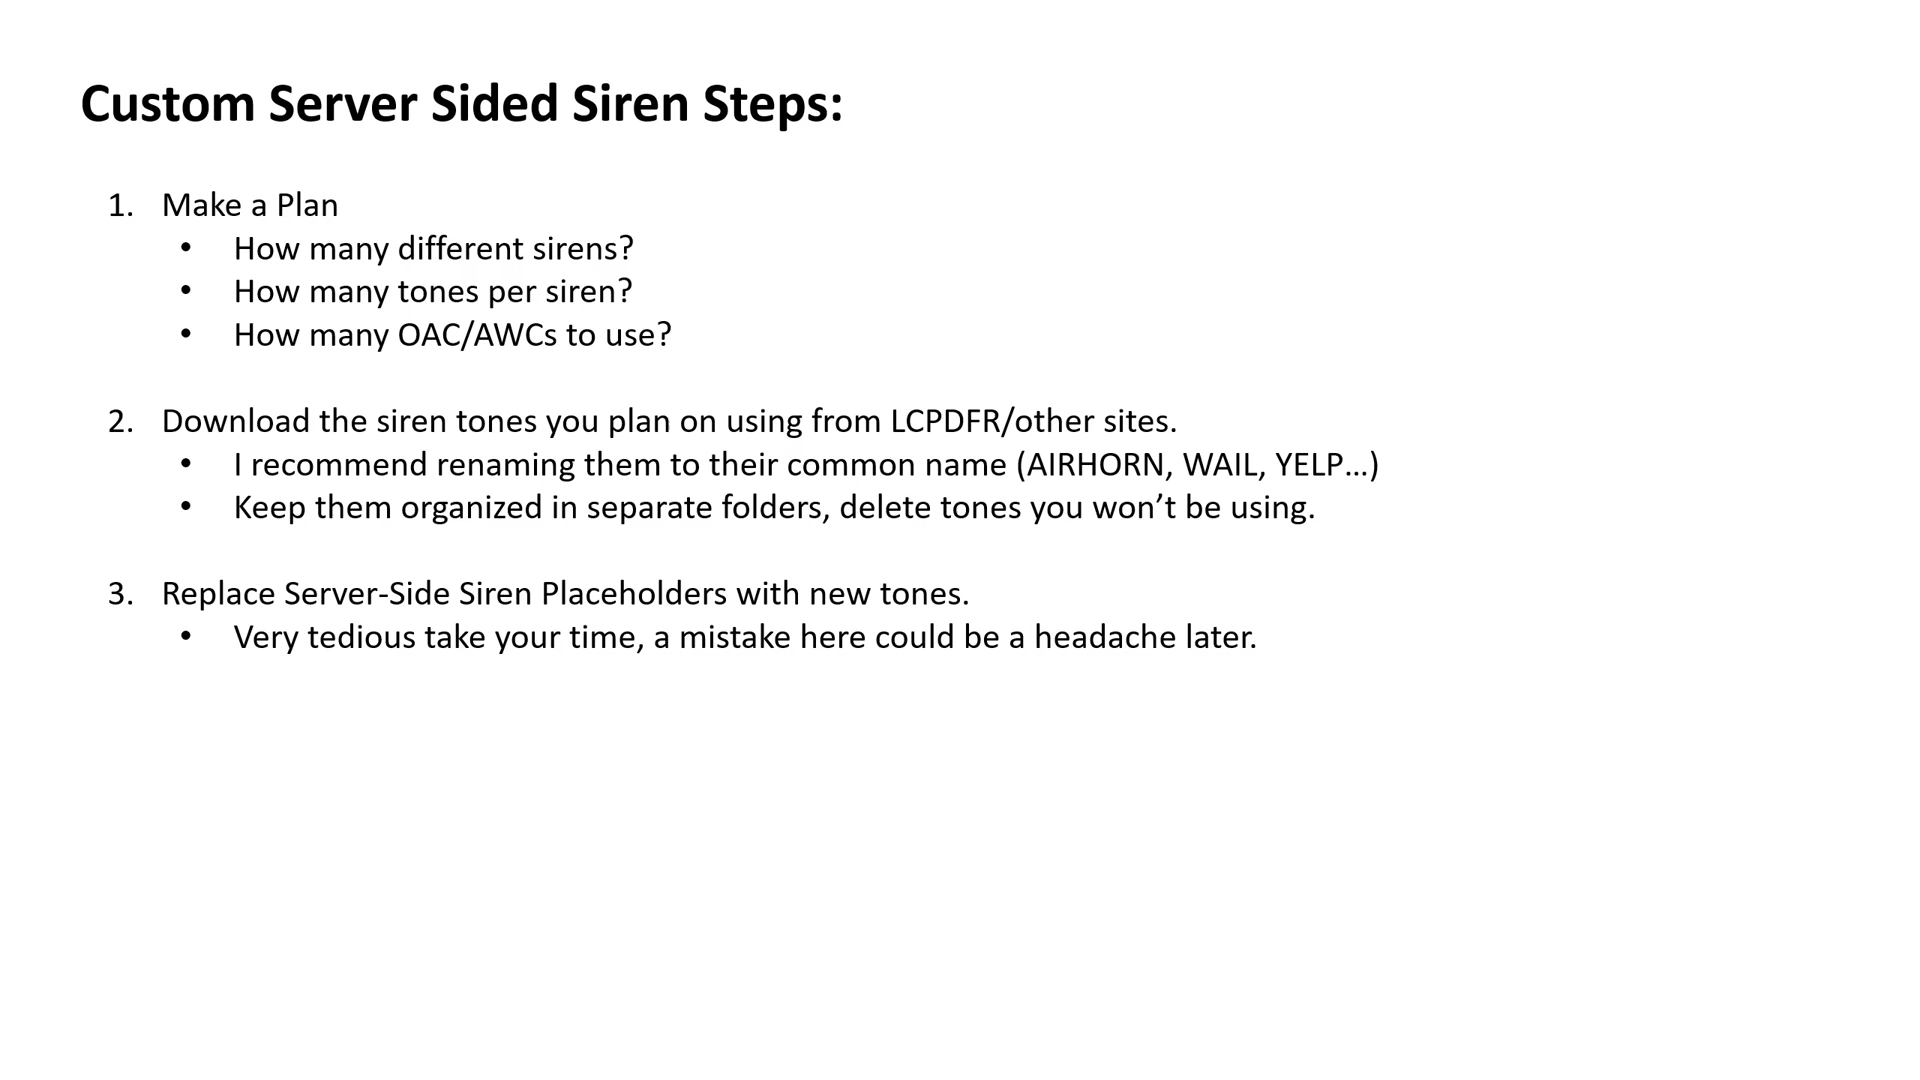 Custom Server Sided Siren Steps:
1. Make a Plan
• How many different sirens?
• How many tones per siren?
• How many OAC/AWCs to use?
2. Download the siren tones you plan on using from LCPDFR/other sites.
• I recommend renaming them to their common name (AIRHORN, WAIL, YELP…)
• Keep them organized in separate folders, delete tones you won’t be using.
3. Replace Server-Side Siren Placeholders with new tones.
• Very tedious take your time, a mistake here could be a headache later.